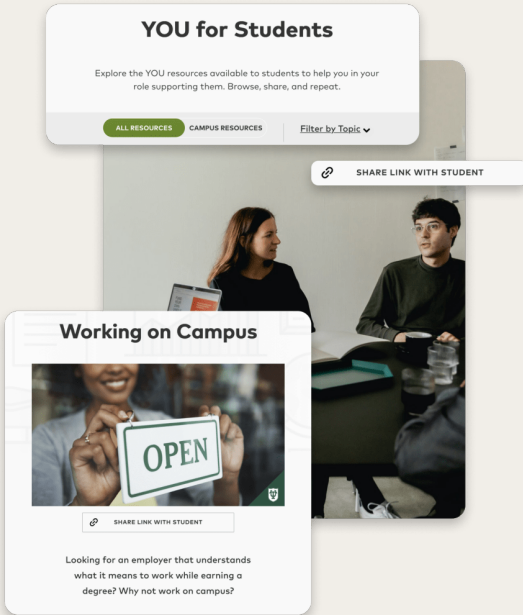 YOU for Students
Explore the YOU resources available to students to help you in your
role supporting them. Browse, share, and repeat.
ALL RESOURCES
CAMPUS RESOURCES
Filter by Topic
SHARE LINK WITH STUDENT
Working on Campus
OPEN
SHARE LINK WITH STUDENT
Looking for an employer that understands
what it means to work while earning a
degree? Why not work on campus?